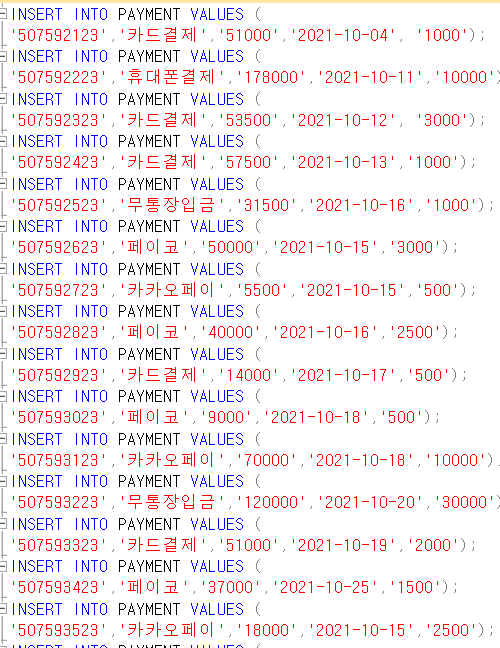 INSERT INTO PAYMENT VALUES (
'507592123','카드결제','51000','2021-10-04', '1000');
INSERT INTO PAYMENT VALUES (
'507592223','휴대폰결제','178000','2021-10-11','10000');
INSERT INTO PAYMENT VALUES (
'507592323','카드결제','53500','2021-10-12', '3000');
INSERT INTO PAYMENT VALUES (
'507592423','카드결제','57500','2021-10-13','1000');
INSERT INTO PAYMENT VALUES (
'507592523','무통장입금','31500','2021-10-16','1000');
INSERT INTO PAYMENT VALUES (
'507592623','페이코','50000','2021-10-15','3000');
INSERT INTO PAYMENT VALUES (
'507592723','카카오페이','5500','2021-10-15','500');
INSERT INTO PAYMENT VALUES (
'507592823','페이코','40000','2021-10-16','2500');
INSERT INTO PAYMENT VALUES (
'507592923','카드결제','14000','2021-10-17','500');
INSERT INTO PAYMENT VALUES (
'507593023','페이코','9000','2021-10-18','500');
INSERT INTO PAYMENT VALUES (
'507593123','카카오페이','70000','2021-10-18','10000')
INSERT INTO PAYMENT VALUES (
'507593223','무통장입금','120000','2021-10-20','30000')
INSERT INTO PAYMENT VALUES (
'507593323','카드결제','51000','2021-10-19','2000');
INSERT INTO PAYMENT VALUES (
'507593423','페이코','37000','2021-10-25','1500');
INSERT INTO PAYMENT VALUES (
'507593523','카카오페이','18000','2021-10-15','2500');